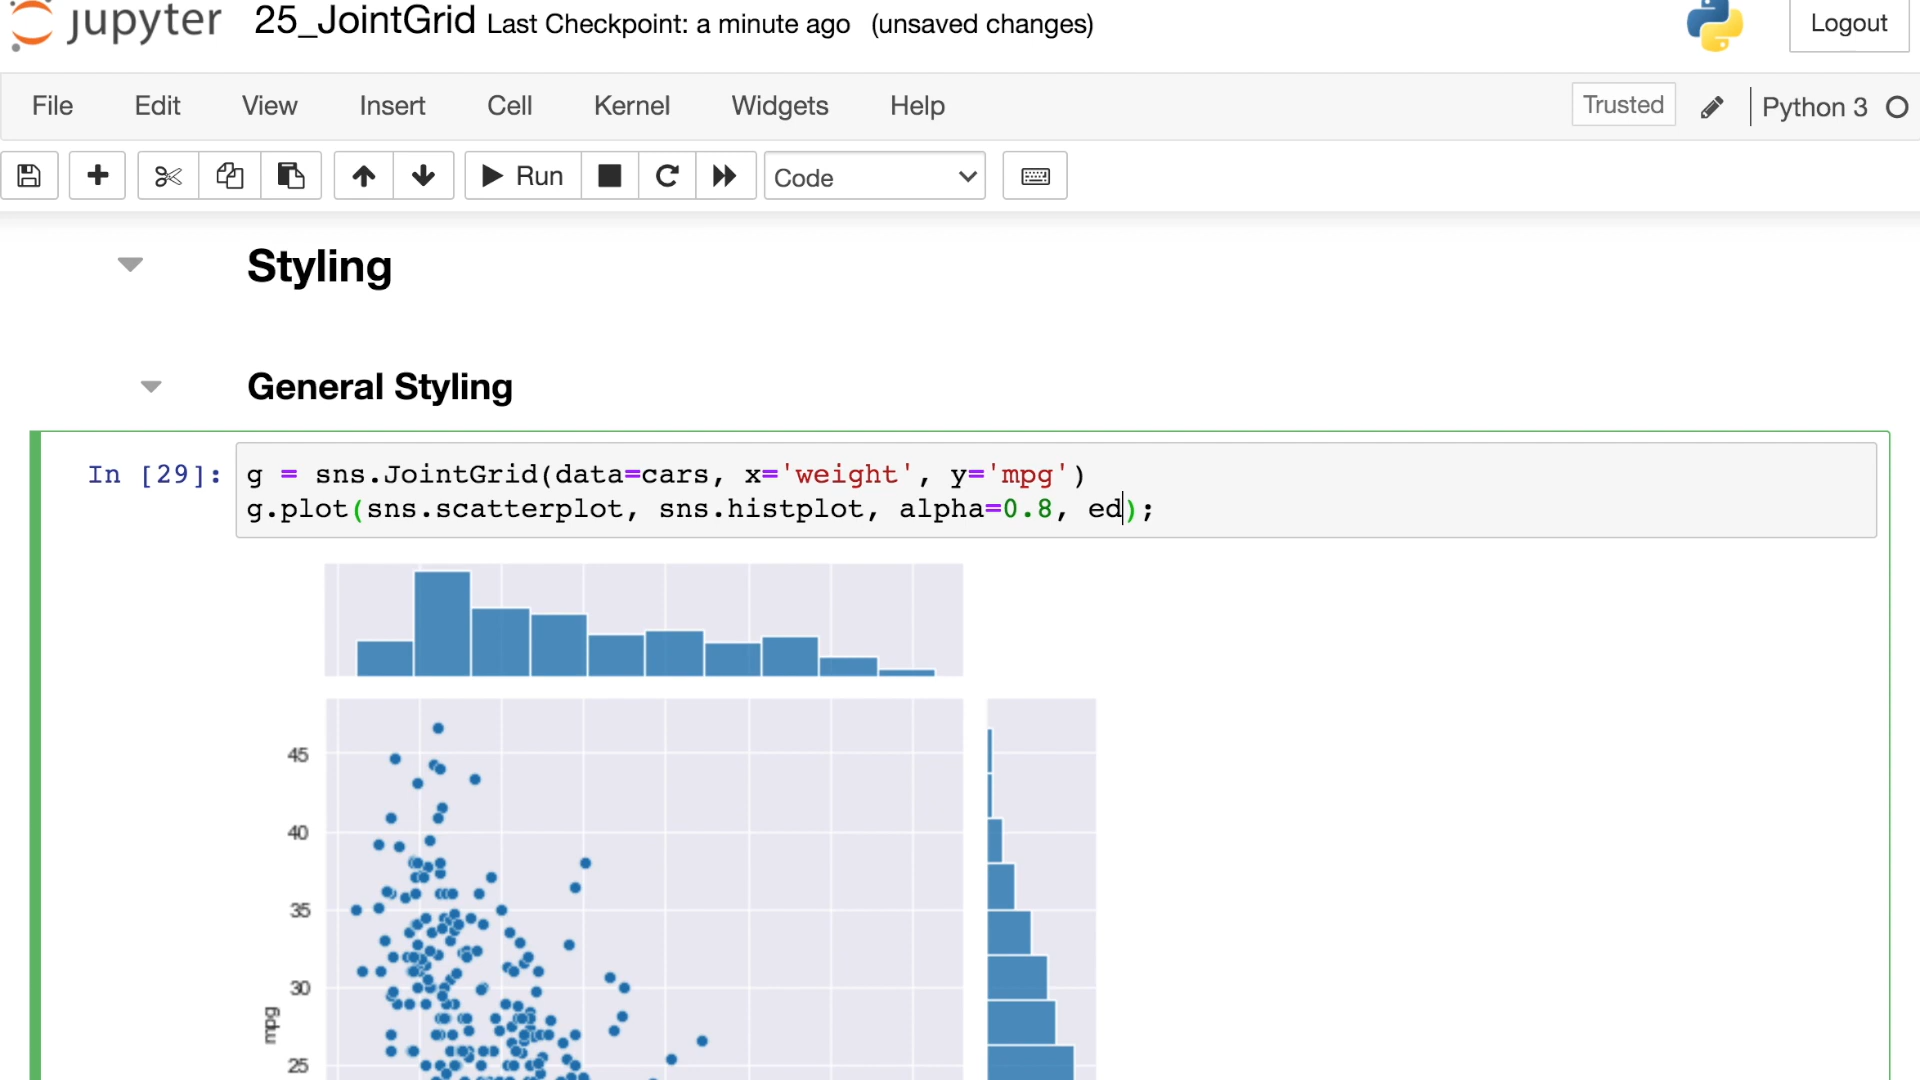 jupyter 25_JointGrid Last Checkpoint: a minute ago (unsaved changes) Logout
File Edit View Insert Cell Kernel Widgets Help Trusted Python 3
Run Code
Styling
General Styling
In [29]: g = sns.JointGrid(data=cars, x='weight', y='mpg')
g.plot(sns.scatterplot, sns.histplot, alpha=0.8, ed);
45
40
35
30
mpg
25